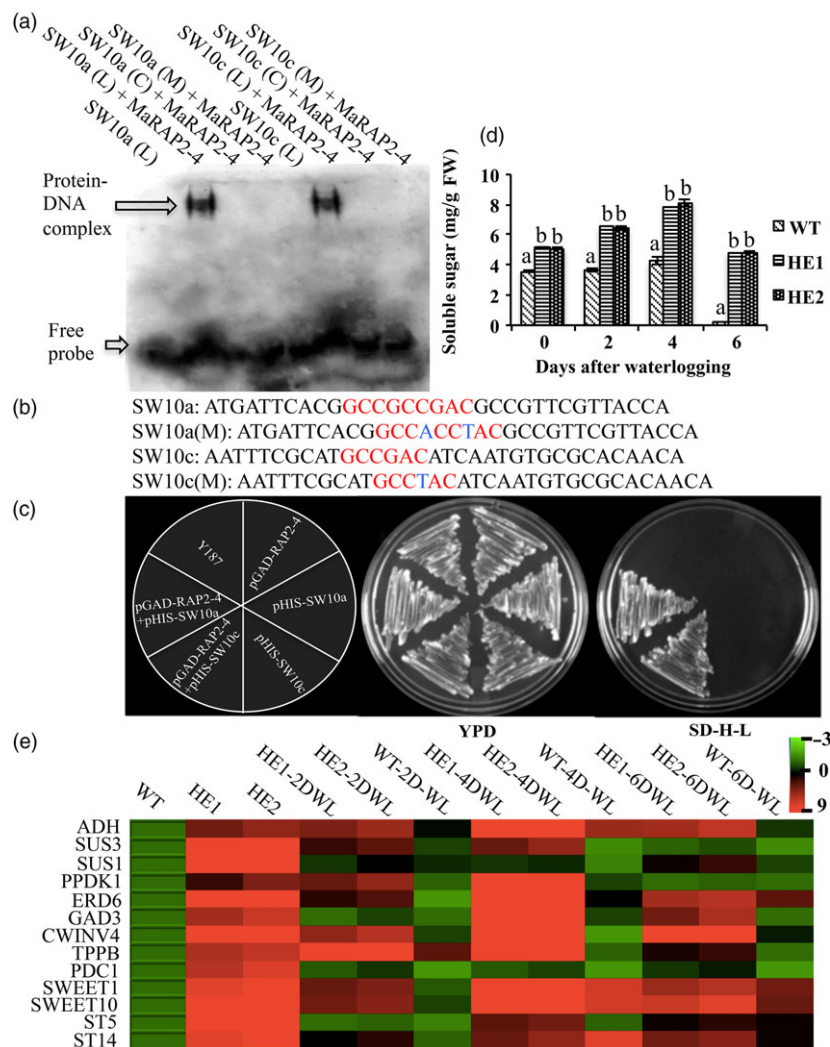 (a)
SW10a (L)
SW10a (L) + MaRAP2-4
SW10a (C) + MaRAP2-4
SW10a (M) + MaRAP2-4
SW10c (L)
SW10c (L) + MaRAP2-4
SW10c (C) + MaRAP2-4
SW10c (M) + MaRAP2-4
Protein-
DNA
complex
Free
probe
(d)
Soluble sugar (mg/g FW)
10
8
6
4
2
0
a
b b
a
b b
a
b b
a
b b
0
2
4
6
Days after waterlogging
WT
HE1
HE2
(b)
SW10a: ATGATTCACGGCCGCCGACGCCGTTCGTTACCA
SW10a(M): ATGATTCACGGCCACCTACGCCGTTCGTTACCA
SW10c: AATTTCGCATGCCGACATCAATGTGCGCACAACA
SW10c(M): AATTTCGCATGCCTACATCAATGTGCGCACAACA
(c)
Y187
pGAD-RAP2-4
pGAD-RAP2-4
+pHIS-SW10a
pHIS-SW10a
pGAD-RAP2-4
+pHIS-SW10c
pHIS-SW10c
YPD
SD-H-L
(e)
WT
HE1
HE2
HE1-2DWL
HE2-2DWL
WT-2D-WL
HE1-4DWL
HE2-4DWL
WT-4D-WL
HE1-6DWL
HE2-6DWL
WT-6D-WL
-3
0
9
ADH
SUS3
SUS1
PPDK1
ERD6
GAD3
CWINV4
TPPB
PDC1
SWEET1
SWEET10
ST5
ST14